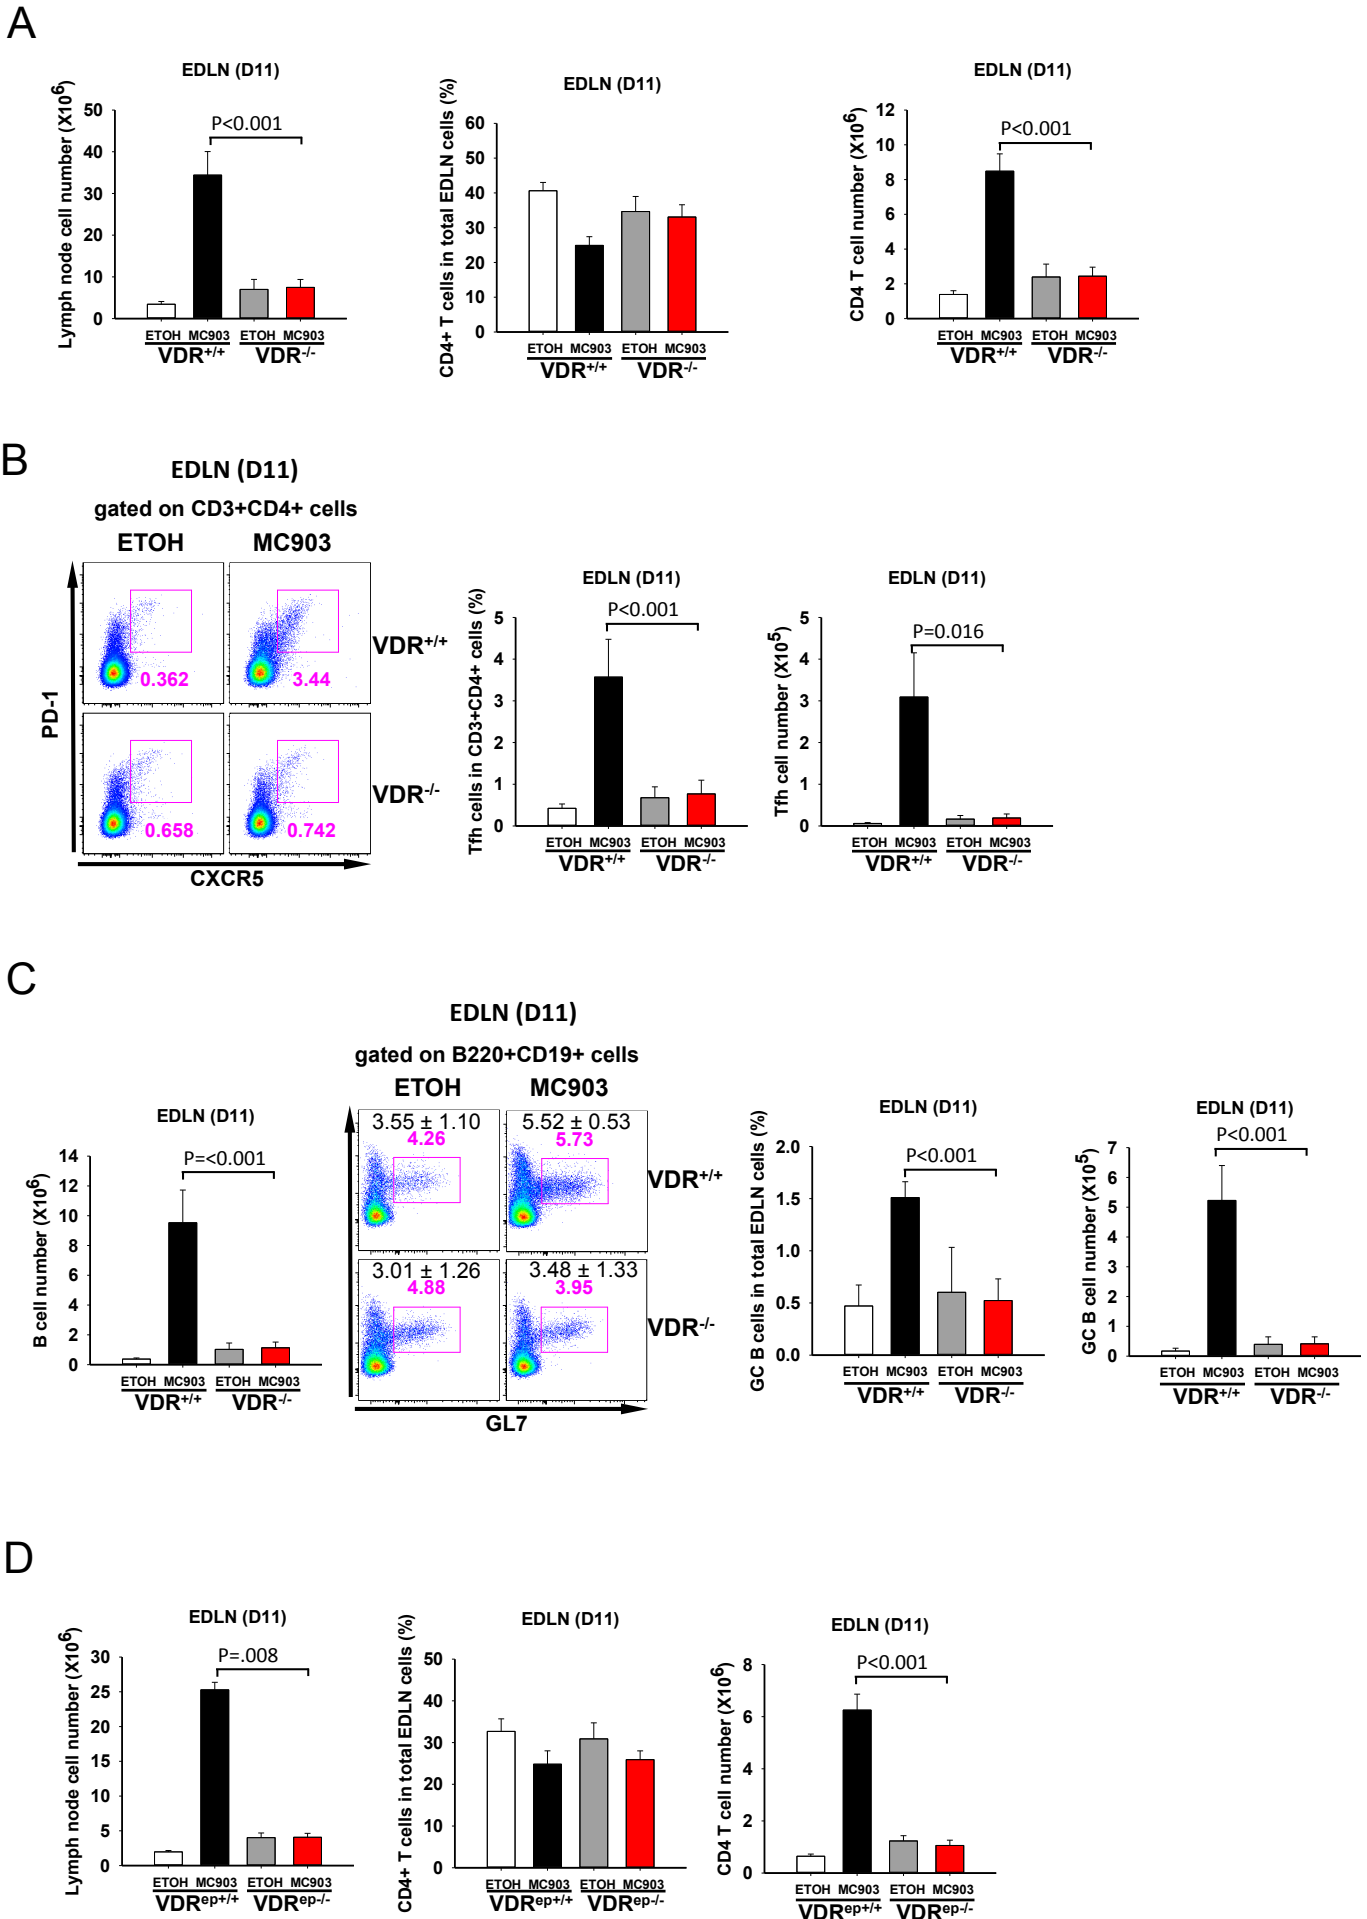 A
EDLN (D11)
Lymph node cell number (X10⁶)
50
40
30
20
10
0
P<0.001
ETOH MC903 ETOH MC903
VDR+/+ VDR-/-
EDLN (D11)
CD4+ T cells in total EDLN cells (%)
60
50
40
30
20
10
0
ETOH MC903 ETOH MC903
VDR+/+ VDR-/-
EDLN (D11)
CD4 T cell number (X10⁶)
12
10
8
6
4
2
0
P<0.001
ETOH MC903 ETOH MC903
VDR+/+ VDR-/-
B
EDLN (D11)
gated on CD3+CD4+ cells
ETOH MC903
0.362 3.44
VDR+/+
0.658 0.742
VDR-/-
PD-1
CXCR5
EDLN (D11)
Tfh cells in CD3+CD4+ cells (%)
5
4
3
2
1
0
P<0.001
ETOH MC903 ETOH MC903
VDR+/+ VDR-/-
EDLN (D11)
Tfh cell number (X10⁵)
5
4
3
2
1
0
P=0.016
ETOH MC903 ETOH MC903
VDR+/+ VDR-/-
C
EDLN (D11)
B cell number (X10⁶)
14
12
10
8
6
4
2
0
P=<0.001
ETOH MC903 ETOH MC903
VDR+/+ VDR-/-
EDLN (D11)
gated on B220+CD19+ cells
ETOH MC903
3.55 ± 1.10 5.52 ± 0.53
4.26 5.73
VDR+/+
3.01 ± 1.26 3.48 ± 1.33
4.88 3.95
VDR-/-
GL7
EDLN (D11)
GC B cells in total EDLN cells (%)
2.0
1.5
1.0
0.5
0.0
P<0.001
ETOH MC903 ETOH MC903
VDR+/+ VDR-/-
EDLN (D11)
GC B cell number (X10⁵)
7
6
5
4
3
2
1
0
P<0.001
ETOH MC903 ETOH MC903
VDR+/+ VDR-/-
D
EDLN (D11)
Lymph node cell number (X10⁶)
30
25
20
15
10
5
0
P=.008
ETOH MC903 ETOH MC903
VDRep+/+ VDRep-/-
EDLN (D11)
CD4+ T cells in total EDLN cells (%)
50
40
30
20
10
0
ETOH MC903 ETOH MC903
VDRep+/+ VDRep-/-
EDLN (D11)
CD4 T cell number (X10⁶)
8
6
4
2
0
P<0.001
ETOH MC903 ETOH MC903
VDRep+/+ VDRep-/-